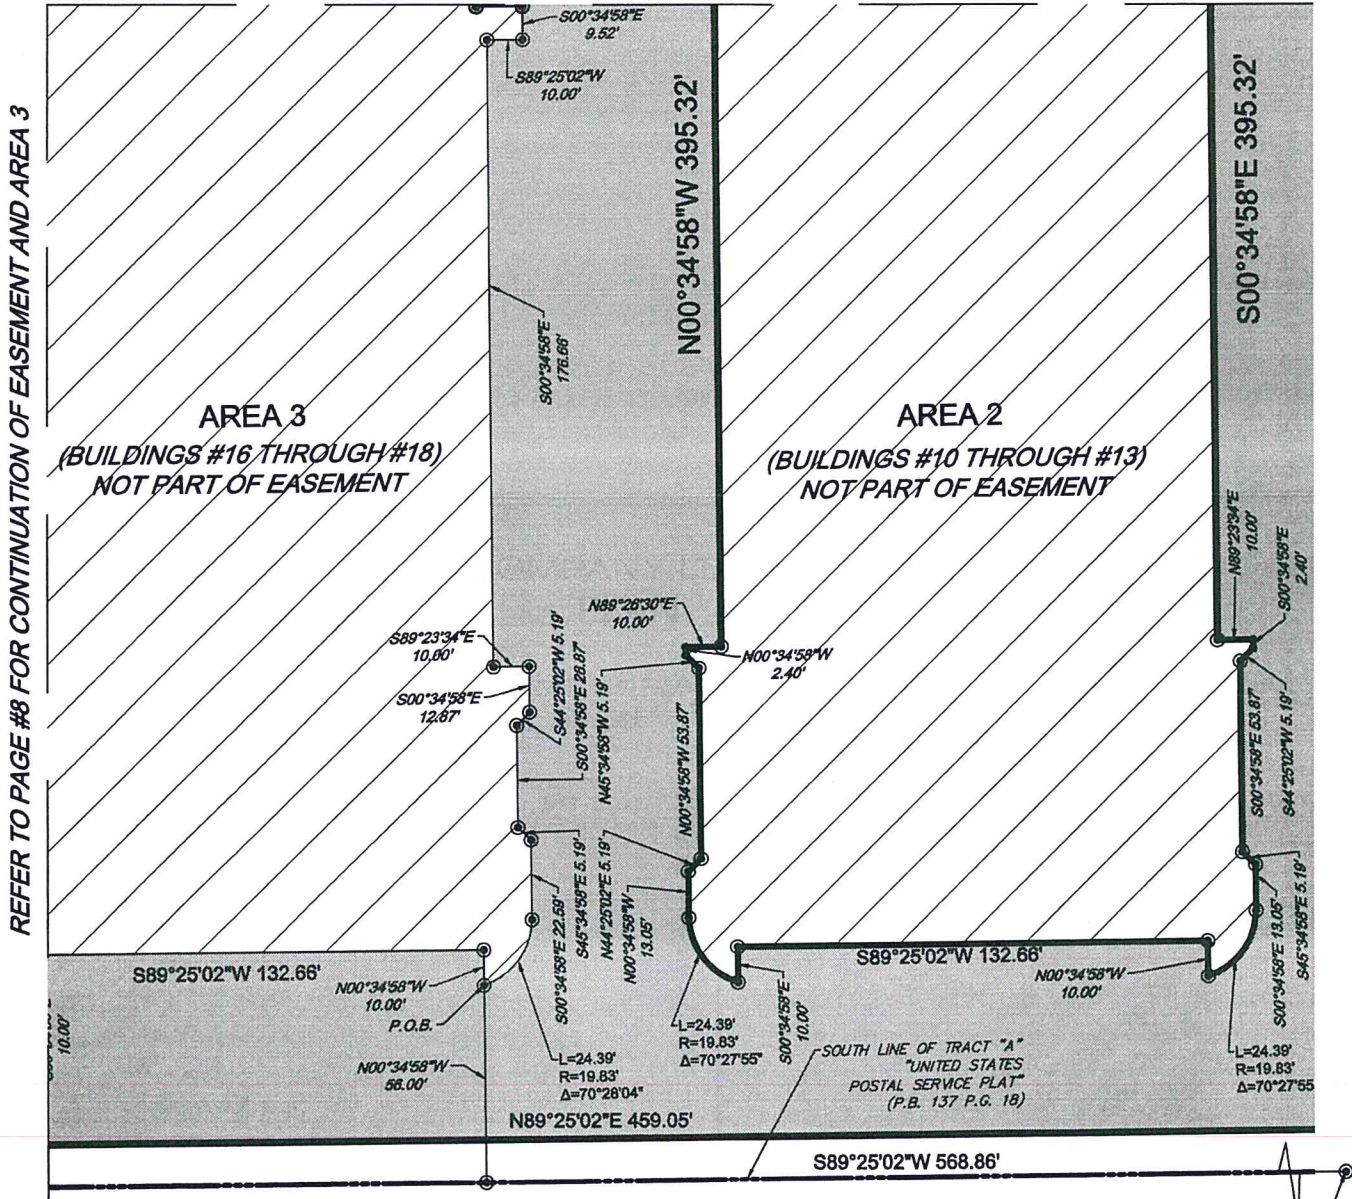 REFER TO PAGE #8 FOR CONTINUATION OF EASEMENT AND AREA 3
S00°34'58"E
9.52'
S89°25'02"W
10.00'
N00°34'58"W 395.32'
S00°34'58"E 395.32'
S00°34'58"E
176.66'
AREA 3
(BUILDINGS #16 THROUGH #18)
NOT PART OF EASEMENT
AREA 2
(BUILDINGS #10 THROUGH #13)
NOT PART OF EASEMENT
N89°23'34"E
10.00'
S00°34'58"E
2.40'
N89°26'30"E
10.00'
N00°34'58"W
2.40'
S89°23'34"E
10.00'
S00°34'58"E
12.87'
S44°25'02"W 5.19'
S00°34'58"E 28.87'
N45°34'58"W 5.19'
N00°34'58"W 53.87'
S00°34'58"E 53.87'
S44°25'02"W 5.19'
S00°34'58"E 22.59'
S45°34'58"E 5.19'
N44°25'02"E 5.19'
N00°34'58"W
13.05'
S00°34'58"E 13.05'
S45°34'58"E 5.19'
S89°25'02"W 132.66'
N00°34'58"W
10.00'
P.O.B.
10.00'
N00°34'58"W
56.00'
L=24.39'
R=19.83'
Δ=70°28'04"
L=24.39'
R=19.83'
Δ=70°27'55"
S00°34'58"E
10.00'
S89°25'02"W 132.66'
N00°34'58"W
10.00'
SOUTH LINE OF TRACT "A"
"UNITED STATES
POSTAL SERVICE PLAT"
(P.B. 137 P.G. 18)
L=24.39'
R=19.83'
Δ=70°27'55
N89°25'02"E 459.05'
S89°25'02"W 568.86'